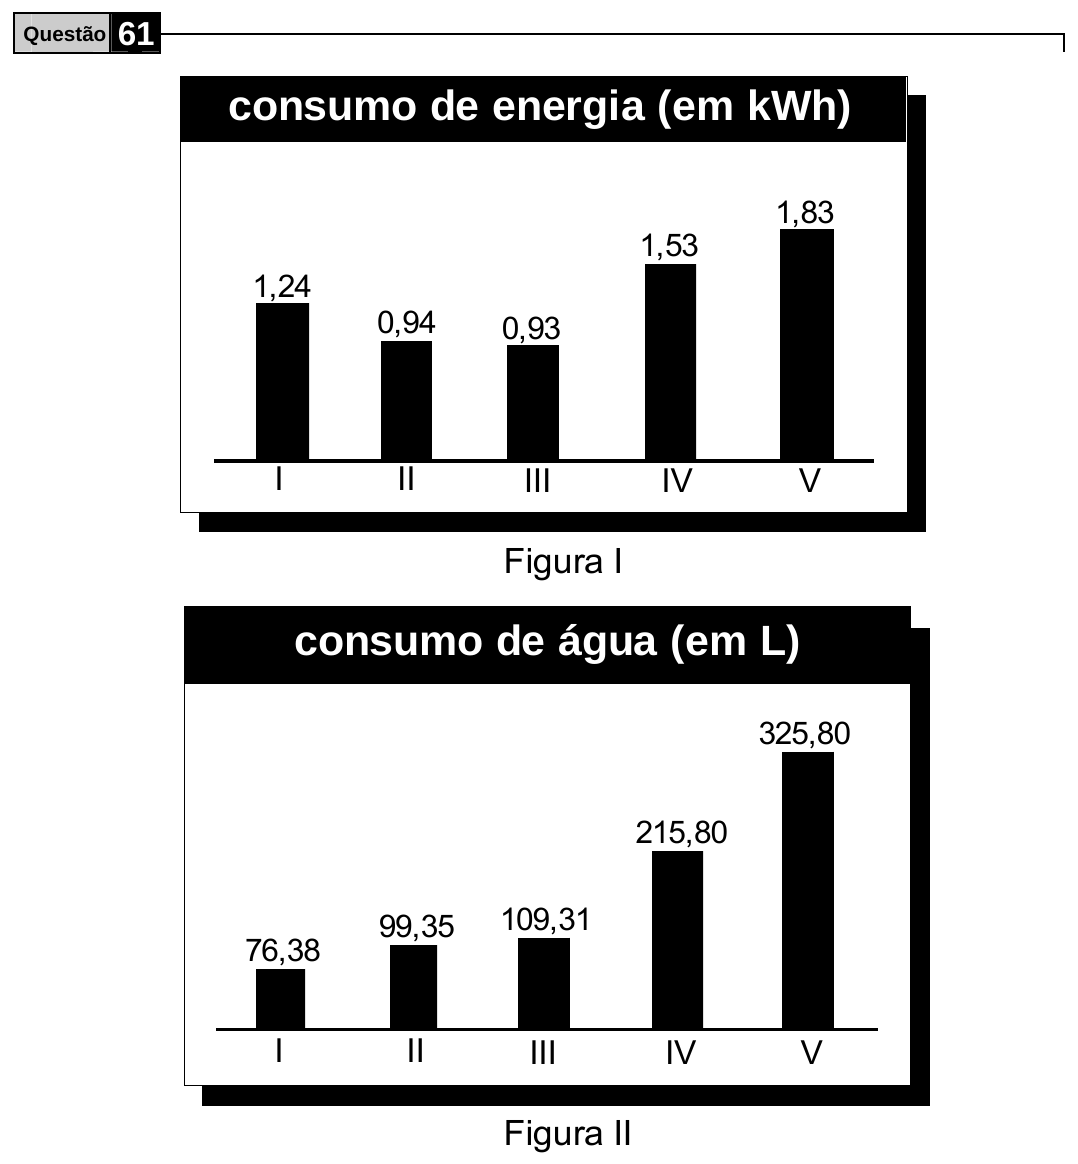 Questão 61
consumo de energia (em kWh)
1,83
1,53
1,24
0,94
0,93
I II III IV V
Figura I
consumo de água (em L)
325,80
215,80
109,31
99,35
76,38
I II III IV V
Figura II